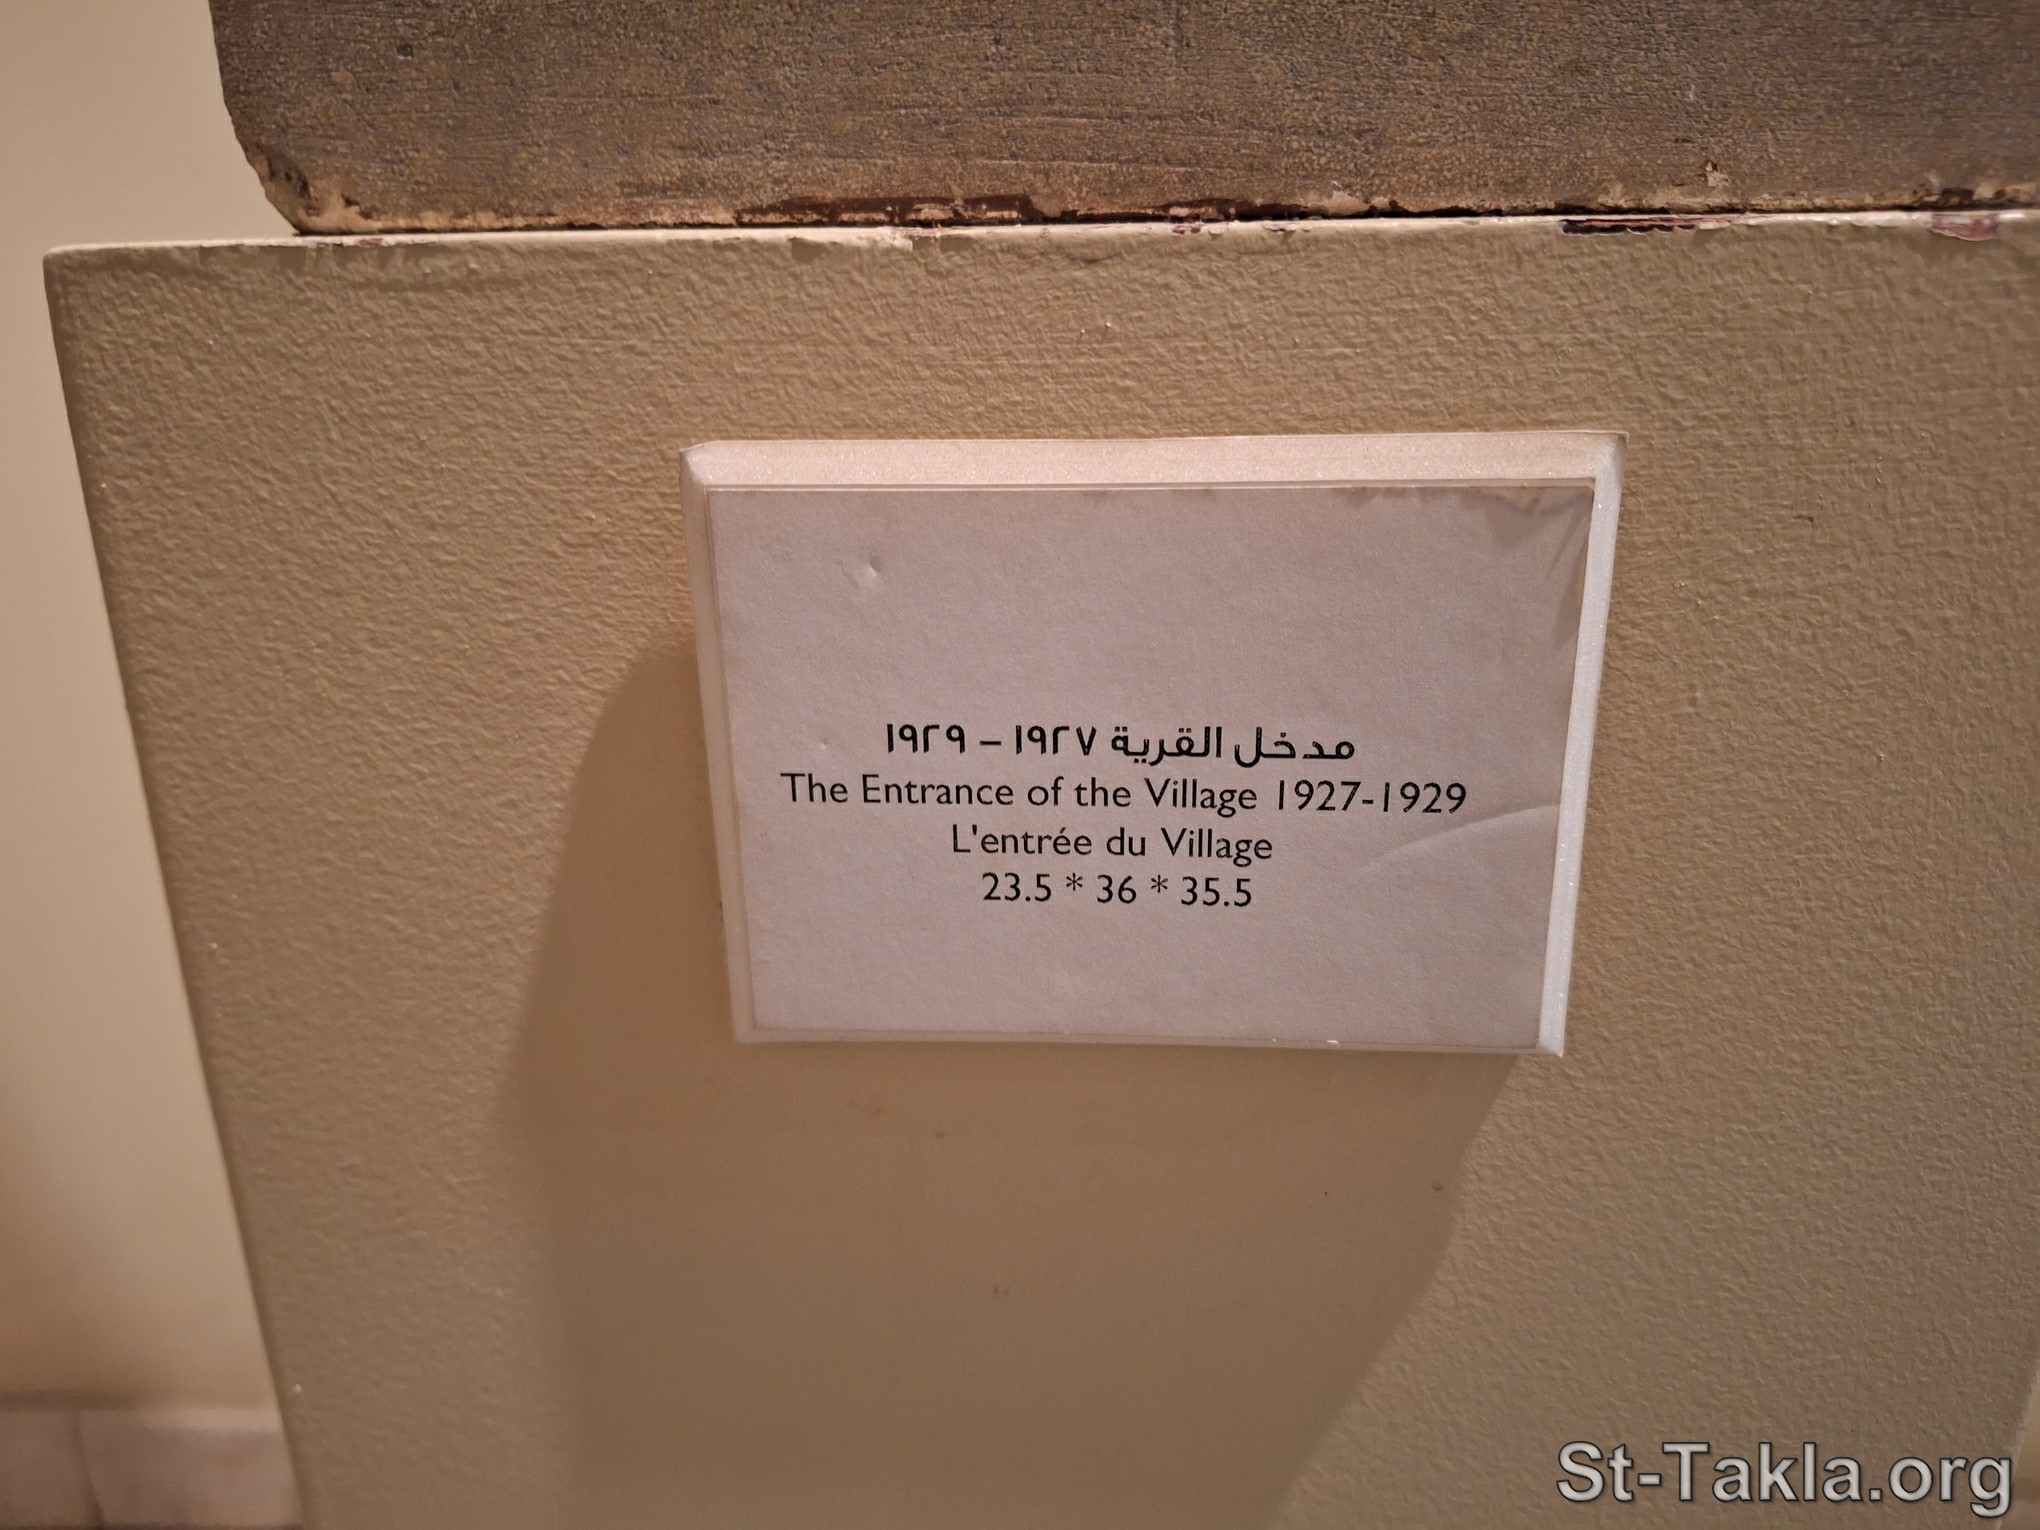 مدخل القرية ١٩٢٧ – ١٩٢٩
The Entrance of the Village 1927-1929
L'entrée du Village
23.5 * 36 * 35.5
St-Takla.org